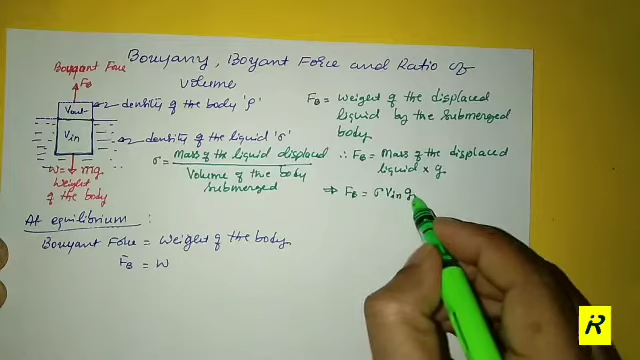 Bouyany, Boyant Force and Ratio of
volume
Bouyant Force
FB
Vout
density of the body 'ρ'
Vin
density of the liquid 'σ'
W = mg
Weight
of the body
σ = Mass of the liquid displaced
Volume of the body
submerged
FB = weight of the displaced
liquid by the submerged
body
∴ FB = Mass of the displaced
liquid × g
⇒ FB = σ Vin g
At equilibrium :
Bouyant Force = Weight of the body
FB = W
iR